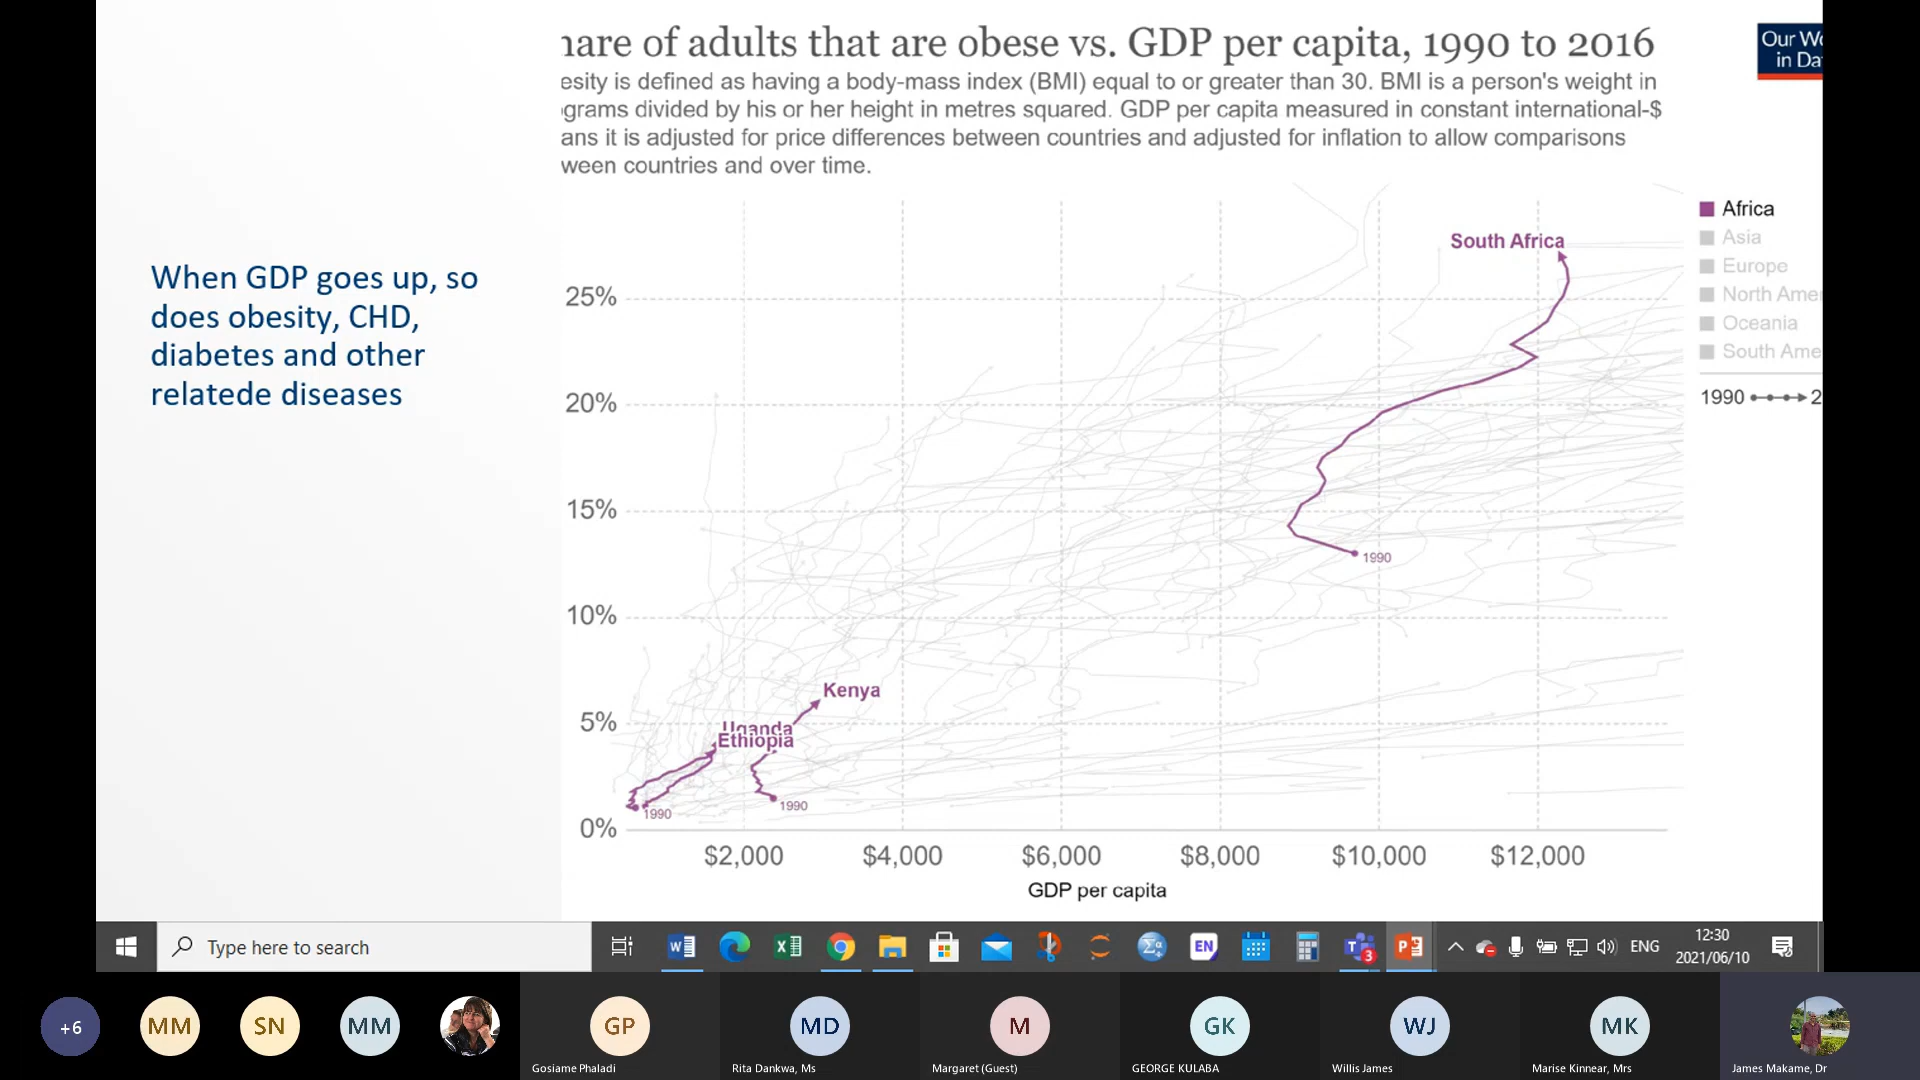 nare of adults that are obese vs. GDP per capita, 1990 to 2016
esity is defined as having a body-mass index (BMI) equal to or greater than 30. BMI is a person's weight in
grams divided by his or her height in metres squared. GDP per capita measured in constant international-$
ans it is adjusted for price differences between countries and adjusted for inflation to allow comparisons
ween countries and over time.
Our Wo
in Da
When GDP goes up, so
does obesity, CHD,
diabetes and other
relatede diseases
Africa
Asia
Europe
North Amer
Oceania
South Ame
1990 2
South Africa
25%
20%
15%
1990
10%
Kenya
5%
Uganda
Ethiopia
1990
1990
0%
$2,000 $4,000 $6,000 $8,000 $10,000 $12,000
GDP per capita
Type here to search
EN
3
ENG
12:30
2021/06/10
+6 MM SN MM GP MD M GK WJ MK
Gosiame Phaladi Rita Dankwa, Ms Margaret (Guest) GEORGE KULABA Willis James Marise Kinnear, Mrs James Makame, Dr